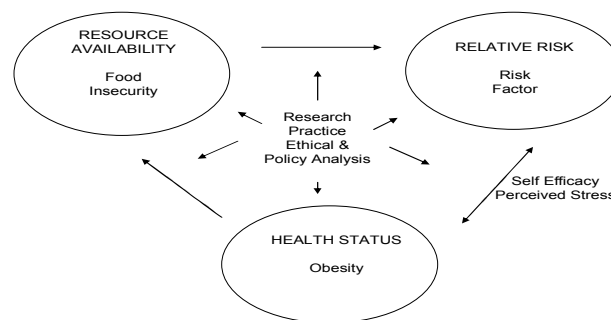 RESOURCE
AVAILABILITY
Food
Insecurity
RELATIVE RISK
Risk
Factor
Research
Practice
Ethical &
Policy Analysis
Self Efficacy
Perceived Stress
HEALTH STATUS
Obesity